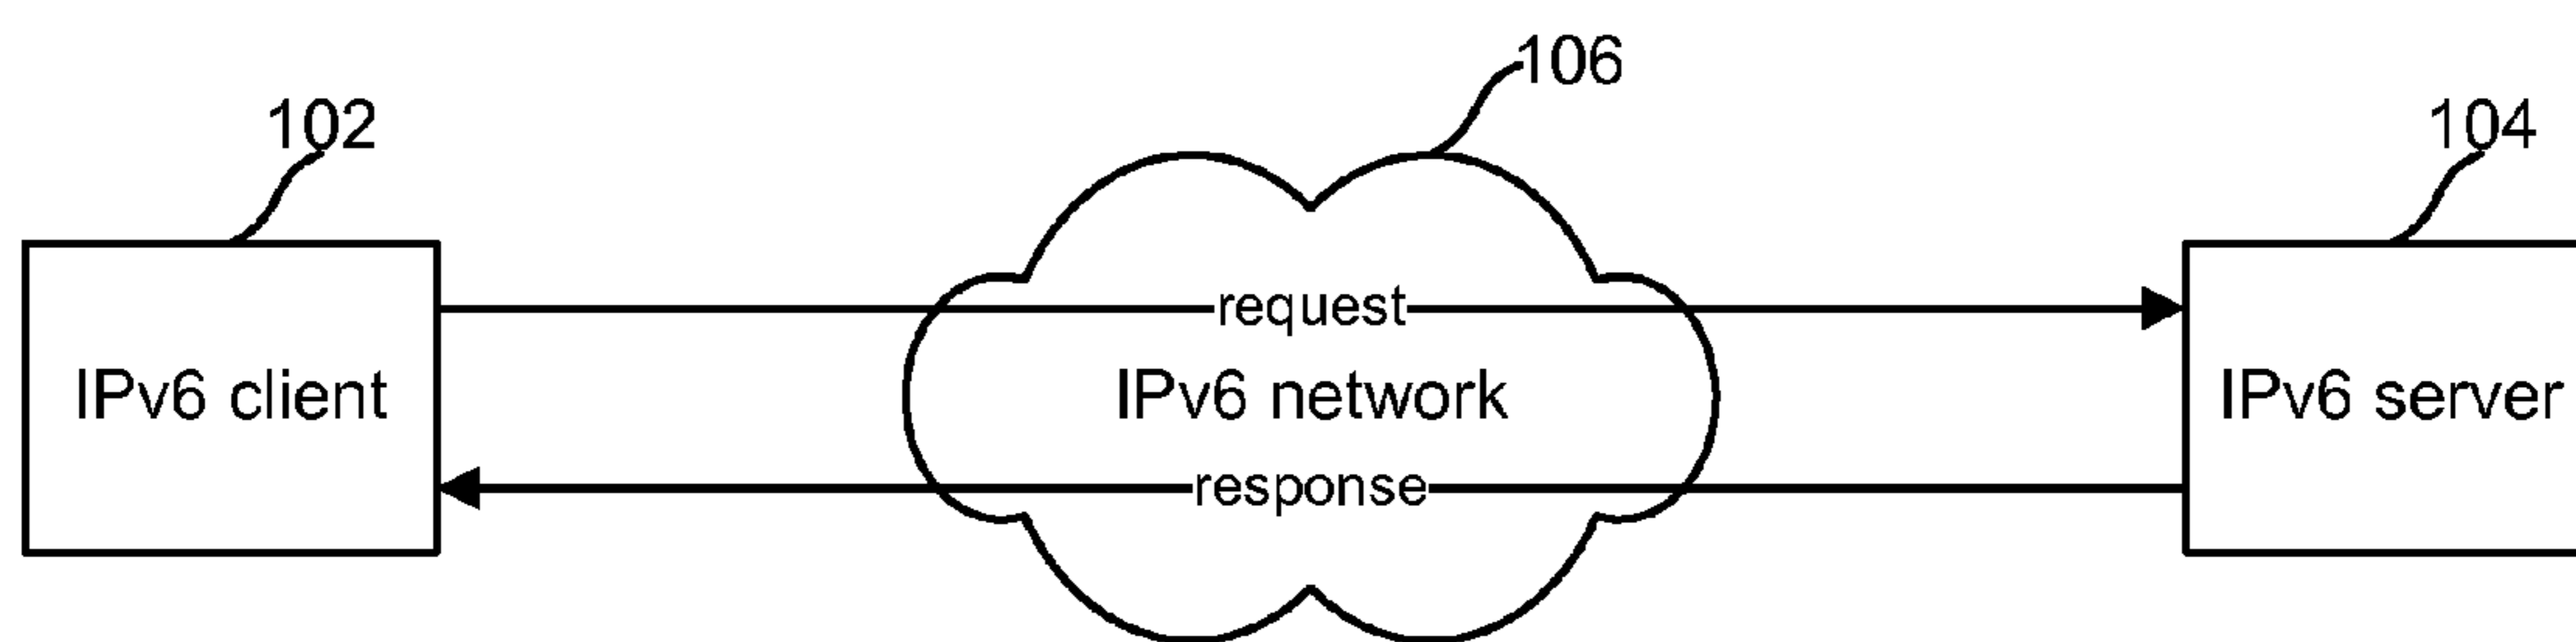 106
102
104
request
IPv6 client
IPv6 network
IPv6 server
response